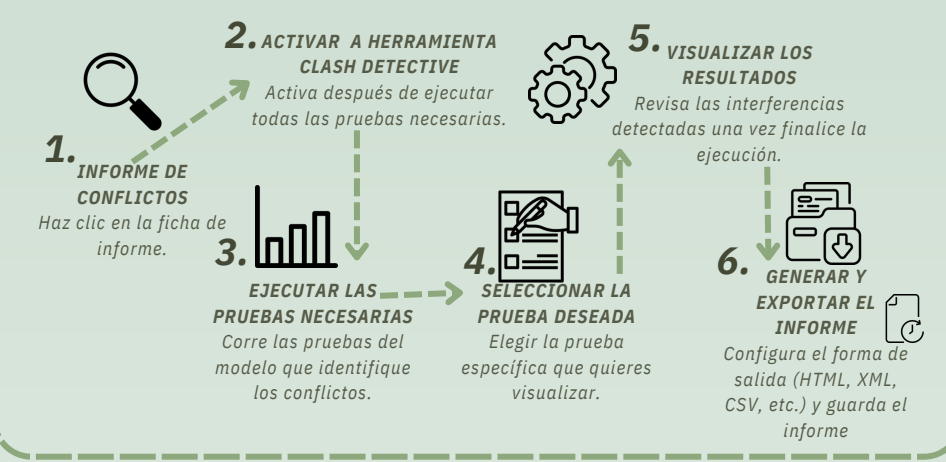 1.
INFORME DE
CONFLICTOS
Haz clic en la ficha de
informe.
2. ACTIVAR A HERRAMIENTA
CLASH DETECTIVE
Activa después de ejecutar
todas las pruebas necesarias.
3.
EJECUTAR LAS
PRUEBAS NECESARIAS
Corre las pruebas del
modelo que identifique
los conflictos.
4.
SELECCIONAR LA
PRUEBA DESEADA
Elegir la prueba
específica que quieres
visualizar.
5. VISUALIZAR LOS
RESULTADOS
Revisa las interferencias
detectadas una vez finalice la
ejecución.
6.
GENERAR Y
EXPORTAR EL
INFORME
Configura el forma de
salida (HTML, XML,
CSV, etc.) y guarda el
informe